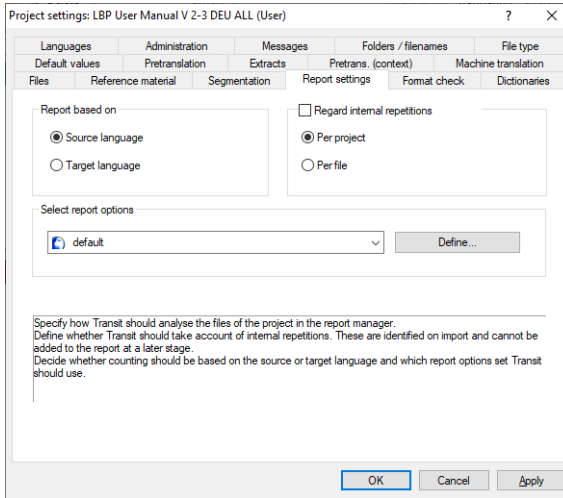 Project settings: LBP User Manual V 2-3 DEU ALL (User)
?
Languages Administration Messages Folders / filenames File type
Default values Pretranslation Extracts Pretrans. (context) Machine translation
Files Reference material Segmentation Report settings Format check Dictionaries
Report based on
Source language
Target language
Regard internal repetitions
Per project
Per file
Select report options
default
Define...
Specify how Transit should analyse the files of the project in the report manager.
Define whether Transit should take account of internal repetitions. These are identified on import and cannot be
added to the report at a later stage.
Decide whether counting should be based on the source or target language and which report options set Transit
should use.
OK Cancel Apply